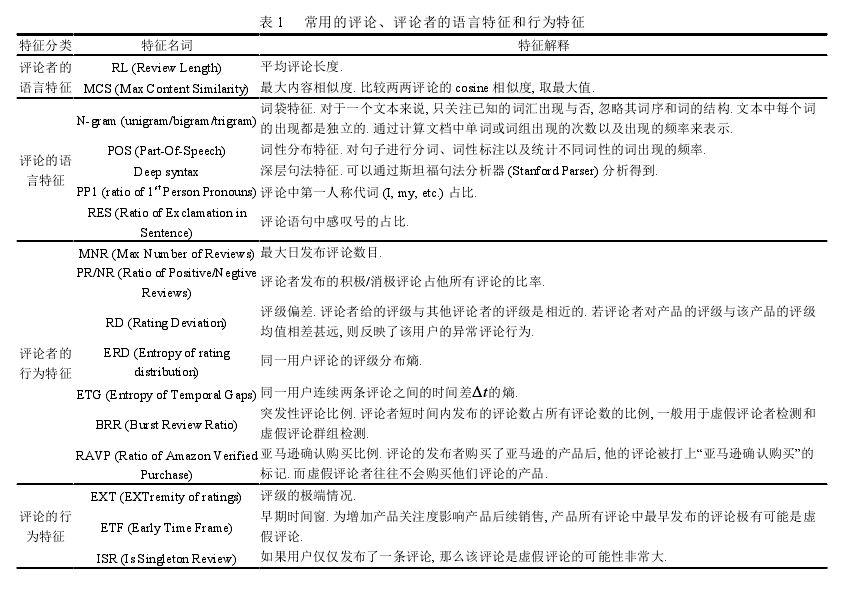 表 1 常用的评论、评论者的语言特征和行为特征
特征分类 特征名词 特征解释
评论者的 RL (Review Length) 平均评论长度.
语言特征 MCS (Max Content Similarity) 最大内容相似度. 比较两两评论的 cosine 相似度, 取最大值.
N-gram (unigram/bigram/trigram) 词袋特征. 对于一个文本来说, 只关注已知的词汇出现与否, 忽略其词序和词的结构. 文本中每个词
的出现都是独立的. 通过计算文档中单词或词组出现的次数以及出现的频率来表示.
评论的语 POS (Part-Of-Speech) 词性分布特征. 对句子进行分词、词性标注以及统计不同词性的词出现的频率.
言特征 Deep syntax 深层句法特征. 可以通过斯坦福句法分析器 (Stanford Parser) 分析得到.
PP1 (ratio of 1st Person Pronouns) 评论中第一人称代词 (I, my, etc.) 占比.
RES (Ratio of Exclamation in
Sentence) 评论语句中感叹号的占比.
MNR (Max Number of Reviews) 最大日发布评论数目.
PR/NR (Ratio of Positive/Negtive
Reviews) 评论者发布的积极/消极评论占他所有评论的比率.
RD (Rating Deviation) 评级偏差. 评论者给的评级与其他评论者的评级是相近的. 若评论者对产品的评级与该产品的评级
均值相差甚远, 则反映了该用户的异常评论行为.
评论者的 ERD (Entropy of rating
行为特征 distribution) 同一用户评论的评级分布熵.
ETG (Entropy of Temporal Gaps) 同一用户连续两条评论之间的时间差Δt的熵.
BRR (Burst Review Ratio) 突发性评论比例. 评论者短时间内发布的评论数占所有评论数的比例, 一般用于虚假评论者检测和
虚假评论群组检测.
RAVP (Ratio of Amazon Verified 亚马逊确认购买比例. 评论的发布者购买了亚马逊的产品后, 他的评论被打上“亚马逊确认购买”的
Purchase) 标记. 而虚假评论者往往不会购买他们评论的产品.
EXT (EXTremity of ratings) 评级的极端情况.
评论的行 ETF (Early Time Frame) 早期时间窗. 为增加产品关注度影响产品后续销售, 产品所有评论中最早发布的评论极有可能是虚
为特征 假评论.
ISR (Is Singleton Review) 如果用户仅仅发布了一条评论, 那么该评论是虚假评论的可能性非常大.